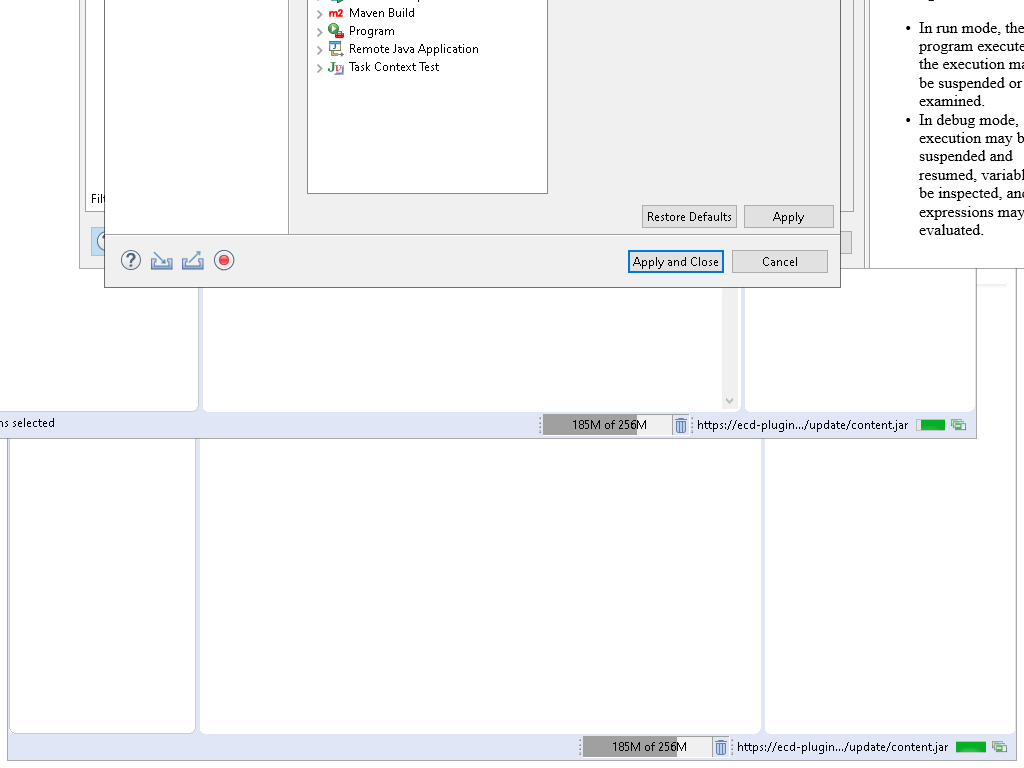 Maven Build
Program
Remote Java Application
Task Context Test
• In run mode, the
program execute
the execution ma
be suspended or
examined.
• In debug mode,
execution may b
suspended and
resumed, variabl
be inspected, and
expressions may
evaluated.
Filt
Restore Defaults
Apply
Apply and Close
Cancel
ns selected
185M of 256M
https://ecd-plugin.../update/content.jar
185M of 256M
https://ecd-plugin.../update/content.jar